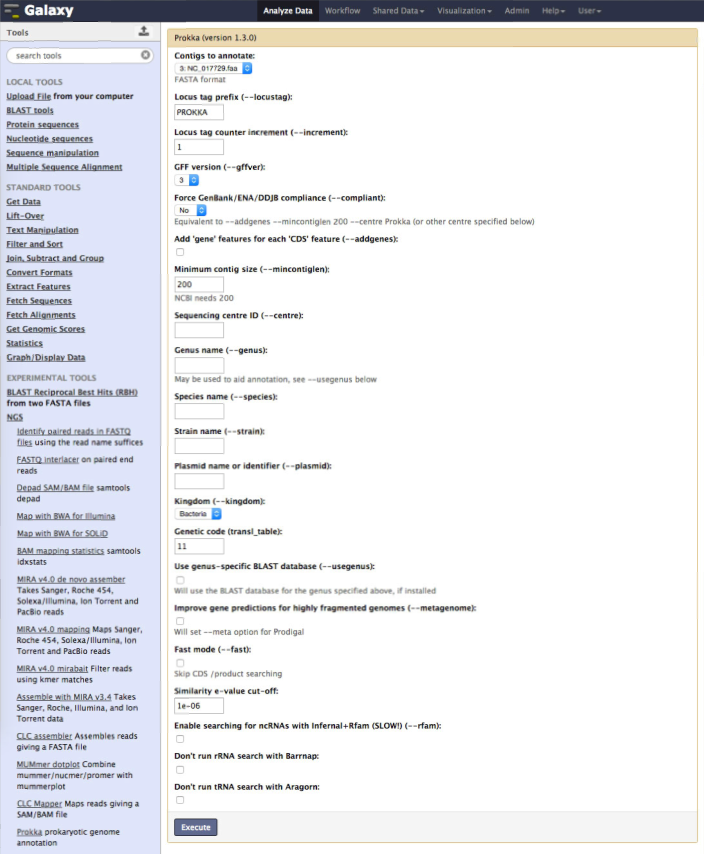 Galaxy
Analyze Data Workflow Shared Data Visualization Admin Help User
Tools
search tools
LOCAL TOOLS
Upload File from your computer
BLAST tools
Protein sequences
Nucleotide sequences
Sequence manipulation
Multiple Sequence Alignment
STANDARD TOOLS
Get Data
Lift-Over
Text Manipulation
Filter and Sort
Join, Subtract and Group
Convert Formats
Extract Features
Fetch Sequences
Fetch Alignments
Get Genomic Scores
Statistics
Graph/Display Data
EXPERIMENTAL TOOLS
BLAST Reciprocal Best Hits (RBH)
from two FASTA files
NGS
Identify paired reads in FASTQ
files using the read name suffices
FASTQ interlacer on paired end
reads
Depad SAM/BAM file samtools
depad
Map with BWA for Illumina
Map with BWA for SOLiD
BAM mapping statistics samtools
idxstats
MIRA v4.0 de novo assember
Takes Sanger, Roche 454,
Solexa/Illumina, Ion Torrent and
PacBio reads
MIRA v4.0 mapping Maps Sanger,
Roche 454, Solexa/Illumina, Ion
Torrent and PacBio reads
MIRA v4.0 mirabait Filter reads
using kmer matches
Assemble with MIRA v3.4 Takes
Sanger, Roche, Illumina, and Ion
Torrent data
CLC assembler Assembles reads
giving a FASTA file
MUMmer dotplot Combine
mummer/nucmer/promer with
mummerplot
CLC Mapper Maps reads giving a
SAM/BAM file
Prokka prokaryotic genome
annotation
Prokka (version 1.3.0)
Contigs to annotate:
3: NC_017729.faa
FASTA format
Locus tag prefix (--locustag):
PROKKA
Locus tag counter increment (--increment):
1
GFF version (--gffver):
3
Force GenBank/ENA/DDJB compliance (--compliant):
No
Equivalent to --addgenes --mincontiglen 200 --centre Prokka (or other centre specified below)
Add 'gene' features for each 'CDS' feature (--addgenes):
Minimum contig size (--mincontiglen):
200
NCBI needs 200
Sequencing centre ID (--centre):
Genus name (--genus):
May be used to aid annotation, see --usegenus below
Species name (--species):
Strain name (--strain):
Plasmid name or identifier (--plasmid):
Kingdom (--kingdom):
Bacteria
Genetic code (transl_table):
11
Use genus-specific BLAST database (--usegenus):
Will use the BLAST database for the genus specified above, if installed
Improve gene predictions for highly fragmented genomes (--metagenome):
Will set --meta option for Prodigal
Fast mode (--fast):
Skip CDS /product searching
Similarity e-value cut-off:
1e-06
Enable searching for ncRNAs with Infernal+Rfam (SLOW!) (--rfam):
Don't run rRNA search with Barrnap:
Don't run tRNA search with Aragorn:
Execute